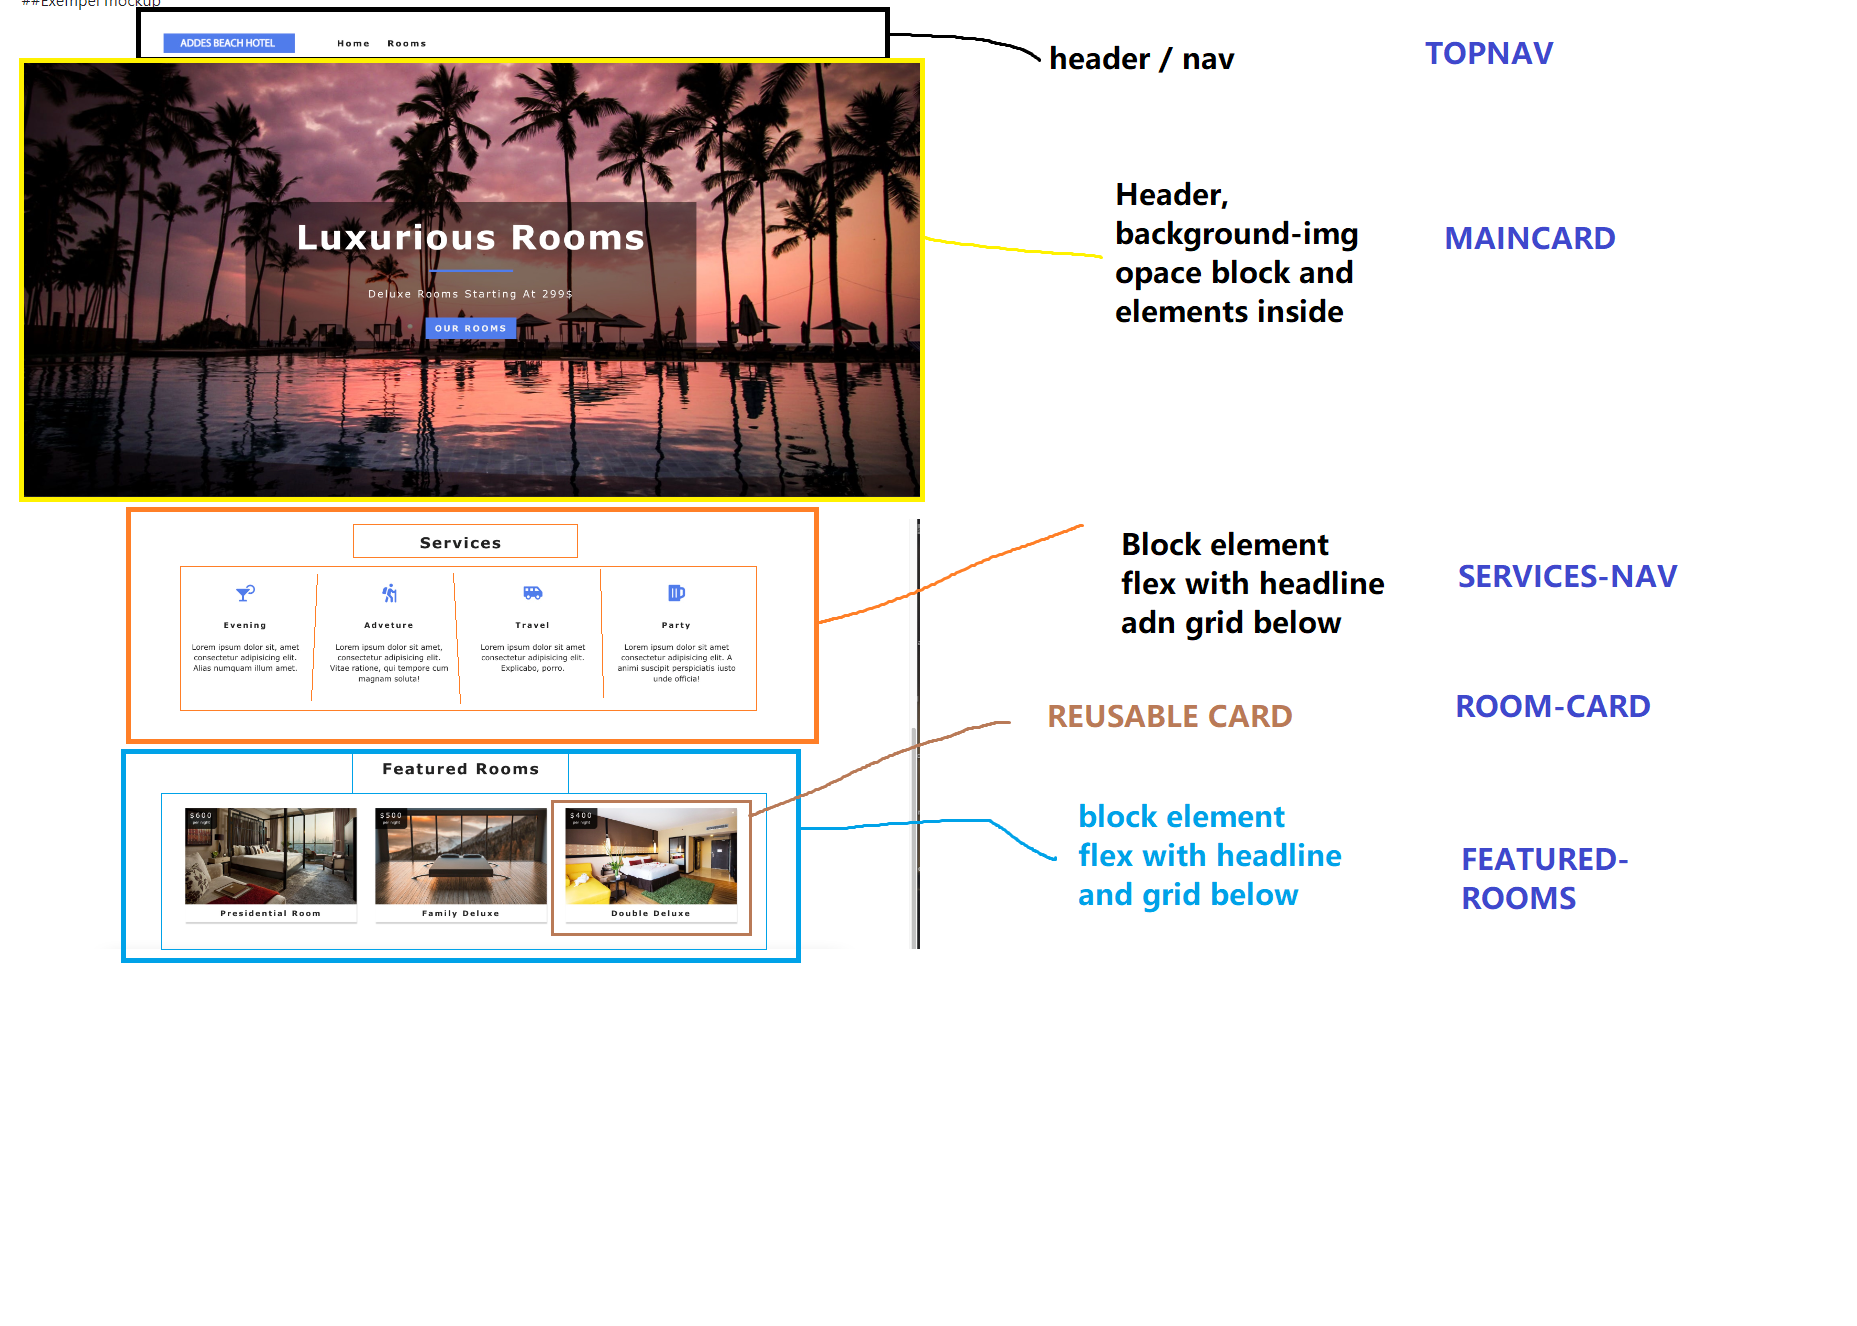 ##Exempel mockup
ADDES BEACH HOTEL
Home Rooms
header / nav
TOPNAV
Luxurious Rooms
Deluxe Rooms Starting At 299$
OUR ROOMS
Header,
background-img
opace block and
elements inside
MAINCARD
Services
Evening
Lorem ipsum dolor sit, amet
consectetur adipisicing elit.
Alias numquam illum amet.
Adveture
Lorem ipsum dolor sit amet,
consectetur adipisicing elit.
Vitae ratione, qui tempore cum
magnam soluta!
Travel
Lorem ipsum dolor sit amet
consectetur adipisicing elit.
Explicabo, porro.
Party
Lorem ipsum dolor sit amet
consectetur adipisicing elit. A
animi suscipit perspiciatis iusto
unde officia!
Block element
flex with headline
adn grid below
SERVICES-NAV
REUSABLE CARD
ROOM-CARD
Featured Rooms
$600
per night
Presidential Room
$500
per night
Family Deluxe
$400
per night
Double Deluxe
block element
flex with headline
and grid below
FEATURED-
ROOMS